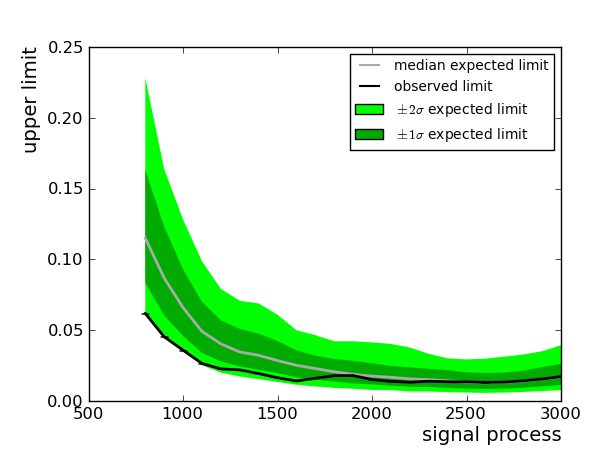 0.25
0.20
0.15
0.10
0.05
0.00
upper limit
median expected limit
observed limit
±2σ expected limit
±1σ expected limit
500 1000 1500 2000 2500 3000
signal process